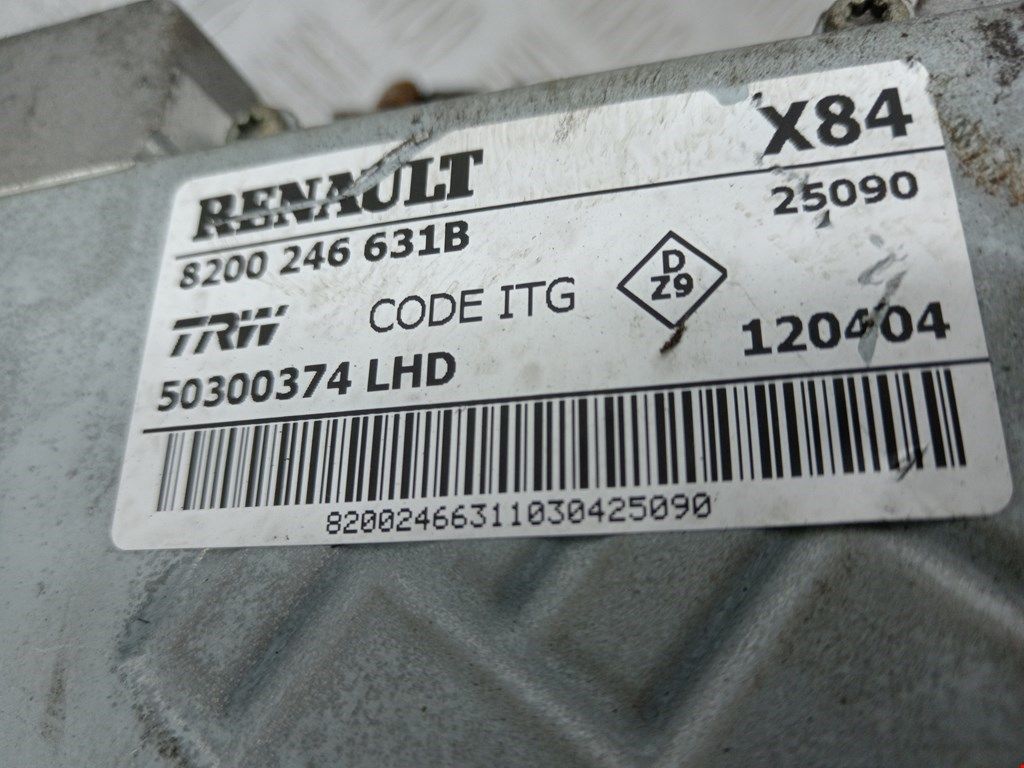 RENAULT X84
8200 246 631B 25090
TRW CODE ITG D
Z9
50300374 LHD 120404
82002466311030425090